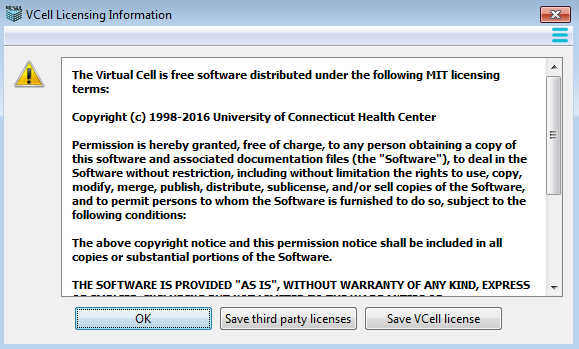 VCell Licensing Information
The Virtual Cell is free software distributed under the following MIT licensing
terms:
Copyright (c) 1998-2016 University of Connecticut Health Center
Permission is hereby granted, free of charge, to any person obtaining a copy of
this software and associated documentation files (the "Software"), to deal in the
Software without restriction, including without limitation the rights to use, copy,
modify, merge, publish, distribute, sublicense, and/or sell copies of the Software,
and to permit persons to whom the Software is furnished to do so, subject to the
following conditions:
The above copyright notice and this permission notice shall be included in all
copies or substantial portions of the Software.
THE SOFTWARE IS PROVIDED "AS IS", WITHOUT WARRANTY OF ANY KIND, EXPRESS
OK
Save third party licenses
Save VCell license